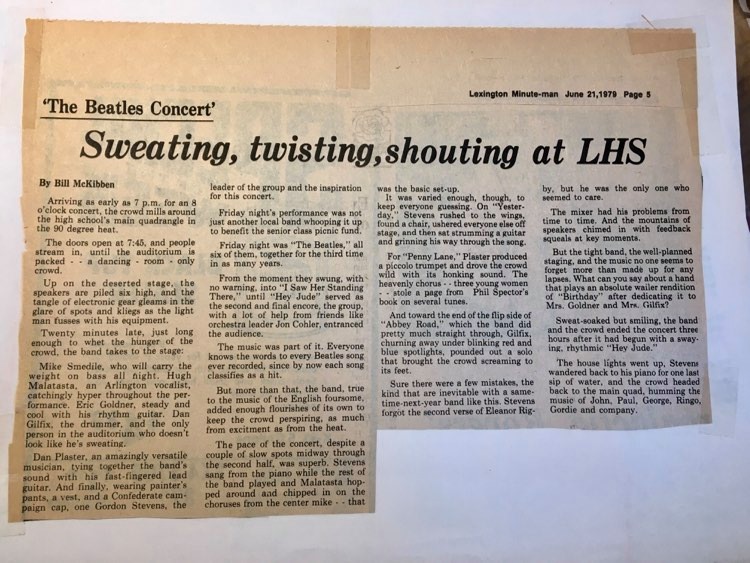 Lexington Minute-man June 21,1979 Page 5
'The Beatles Concert'
Sweating, twisting,shouting at LHS
By Bill McKibben
Arriving as early as 7 p.m. for an 8
o'clock concert, the crowd mills around
the high school's main quadrangle in
the 90 degree heat.
The doors open at 7:45, and people
stream in, until the auditorium is
packed - - a dancing - room - only
crowd.
Up on the deserted stage, the
speakers are piled six high, and the
tangle of electronic gear gleams in the
glare of spots and kliegs as the light
man fusses with his equipment.
Twenty minutes late, just long
enough to whet the hunger of the
crowd, the band takes to the stage:
Mike Smedile, who will carry the
weight on bass all night. Hugh
Malatasta, an Arlington vocalist,
catchingly hyper throughout the per-
formance. Eric Goldner, steady and
cool with his rhythm guitar. Dan
Gilfix, the drummer, and the only
person in the auditorium who doesn't
look like he's sweating.
Dan Plaster, an amazingly versatile
musician, tying together the band's
sound with his fast-fingered lead
guitar. And finally, wearing painter's
pants, a vest, and a Confederate cam-
paign cap, one Gordon Stevens, the
leader of the group and the inspiration
for this concert.
Friday night's performance was not
just another local band whooping it up
to benefit the senior class picnic fund.
Friday night was "The Beatles," all
six of them, together for the third time
in as many years.
From the moment they swung, with
no warning, into "I Saw Her Standing
There," until "Hey Jude" served as
the second and final encore, the group,
with a lot of help from friends like
orchestra leader Jon Cohler, entranced
the audience.
The music was part of it. Everyone
knows the words to every Beatles song
ever recorded, since by now each song
classifies as a hit.
But more than that, the band, true
to the music of the English foursome,
added enough flourishes of its own to
keep the crowd perspiring, as much
from excitment as from the heat.
The pace of the concert, despite a
couple of slow spots midway through
the second half, was superb. Stevens
sang from the piano while the rest of
the band played and Malatasta hop-
ped around and chipped in on the
choruses from the center mike - - that
was the basic set-up.
It was varied enough, though, to
keep everyone guessing. On "Yester-
day," Stevens rushed to the wings,
found a chair, ushered everyone else off
stage, and then sat strumming a guitar
and grinning his way through the song.
For "Penny Lane," Plaster produced
a piccolo trumpet and drove the crowd
wild with its honking sound. The
heavenly chorus - - three young women
- - stole a page from Phil Spector's
book on several tunes.
And toward the end of the flip side of
"Abbey Road," which the band did
pretty much straight through, Gilfix,
churning away under blinking red and
blue spotlights, pounded out a solo
that brought the crowd screaming to
its feet.
Sure there were a few mistakes, the
kind that are inevitable with a same-
time-next-year band like this. Stevens
forgot the second verse of Eleanor Rig-
by, but he was the only one who
seemed to care.
The mixer had his problems from
time to time. And the mountains of
speakers chimed in with feedback
squeals at key moments.
But the tight band, the well-planned
staging, and the music no one seems to
forget more than made up for any
lapses. What can you say about a hand
that plays an absolute wailer rendition
of "Birthday" after dedicating it to
Mrs. Goldner and Mrs. Gilfix?
Sweat-soaked but smiling, the band
and the crowd ended the concert three
hours after it had begun with a sway-
ing, rhythmic "Hey Jude."
The house lights went up, Stevens
wandered back to his piano for one last
sip of water, and the crowd headed
back to the main quad, humming the
music of John, Paul, George, Ringo,
Gordie and company.